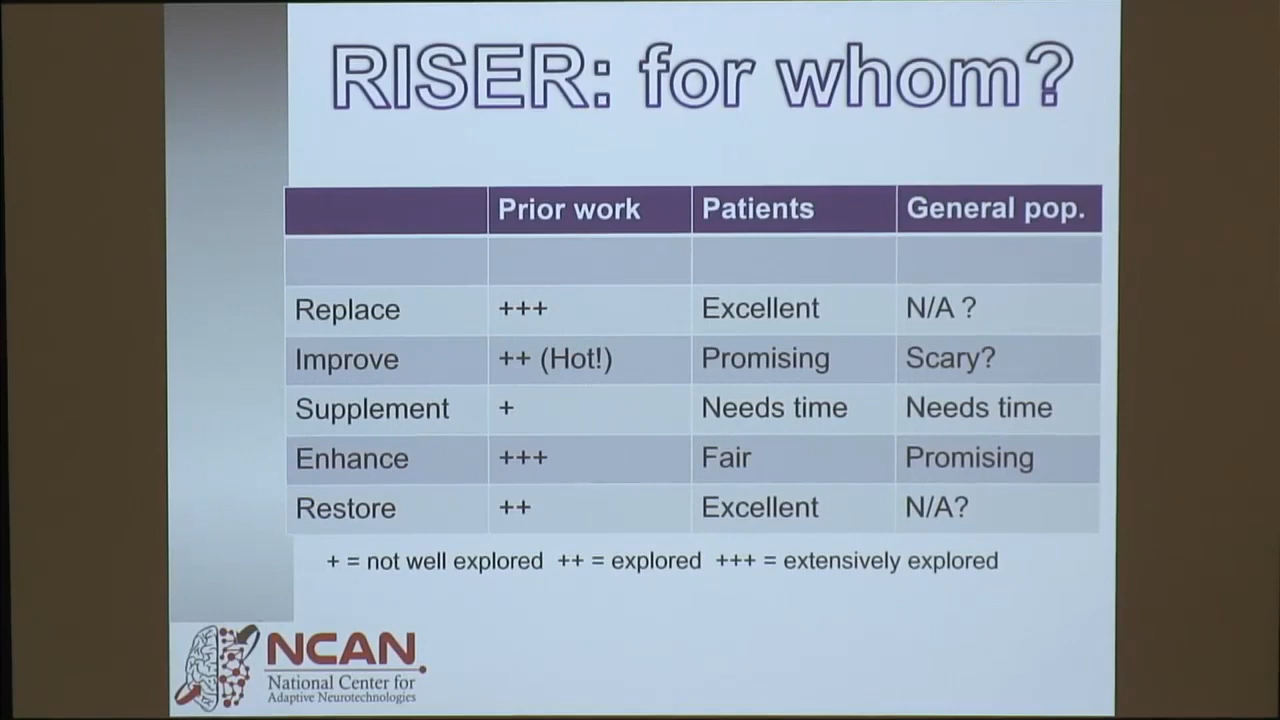 RISER: for whom?
Prior work Patients General pop.
Replace +++ Excellent N/A ?
Improve ++ (Hot!) Promising Scary?
Supplement + Needs time Needs time
Enhance +++ Fair Promising
Restore ++ Excellent N/A?
+ = not well explored ++ = explored +++ = extensively explored
NCAN
National Center for
Adaptive Neurotechnologies